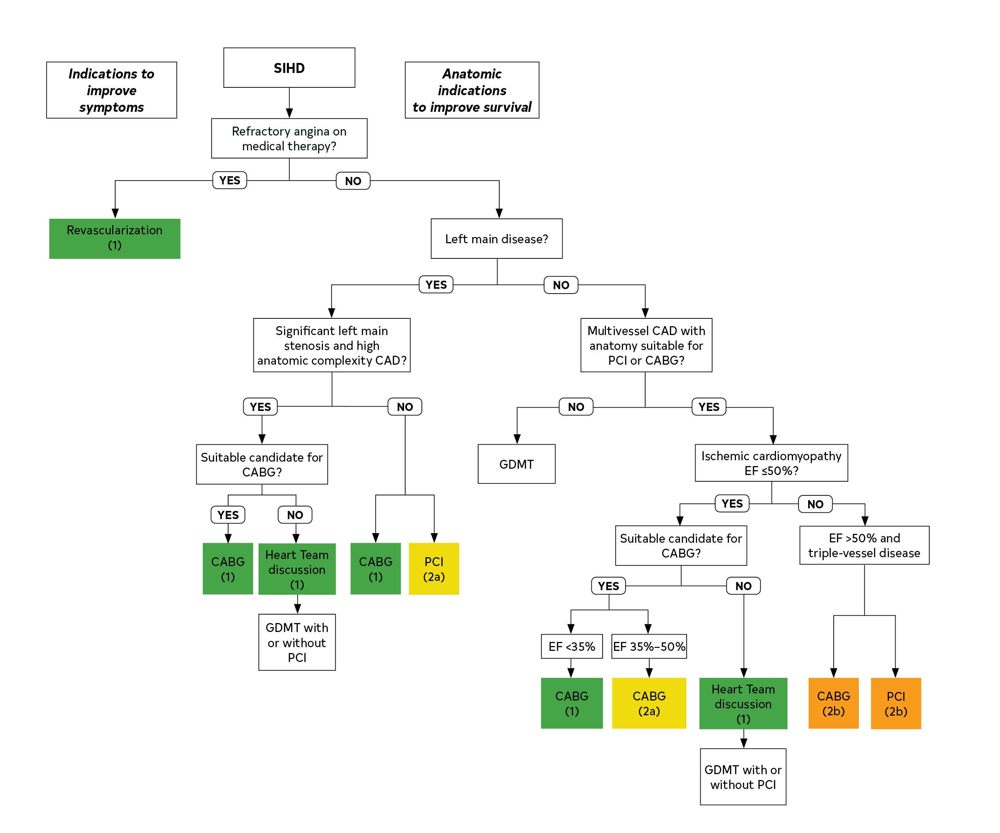 Indications to
improve
symptoms
SIHD
Anatomic
indications
to improve survival
Refractory angina on
medical therapy?
YES
NO
Revascularization
(1)
Left main disease?
YES
NO
Significant left main
stenosis and high
anatomic complexity CAD?
Multivessel CAD with
anatomy suitable for
PCI or CABG?
YES
NO
NO
YES
Suitable candidate for
CABG?
GDMT
Ischemic cardiomyopathy
EF ≤50%?
YES
NO
YES
NO
CABG
(1)
Heart Team
discussion
(1)
CABG
(1)
PCI
(2a)
Suitable candidate for
CABG?
EF >50% and
triple-vessel disease
GDMT with
or without
PCI
YES
NO
EF <35%
EF 35%–50%
CABG
(1)
CABG
(2a)
Heart Team
discussion
(1)
CABG
(2b)
PCI
(2b)
GDMT with or
without PCI